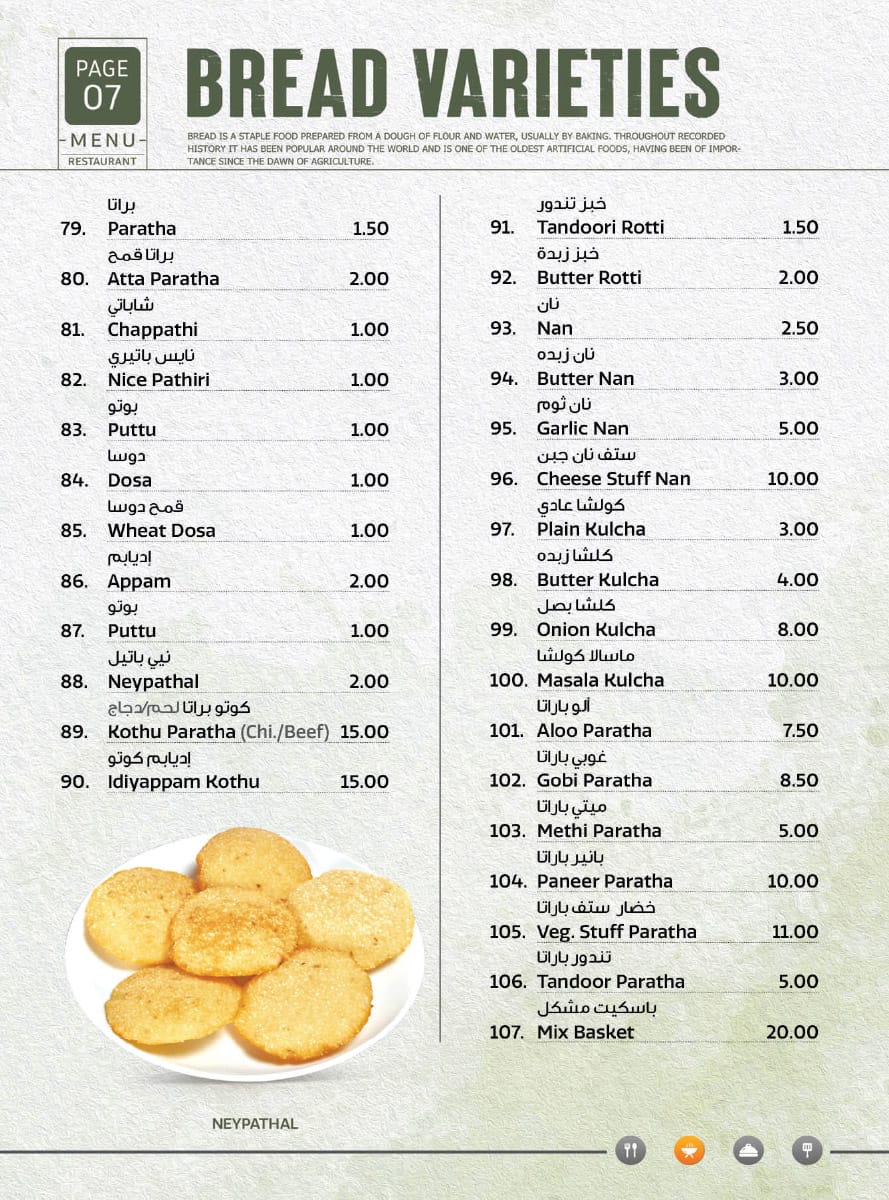 PAGE
07
MENU
RESTAURANT
BREAD VARIETIES
BREAD IS A STAPLE FOOD PREPARED FROM A DOUGH OF FLOUR AND WATER, USUALLY BY BAKING. THROUGHOUT RECORDED
HISTORY IT HAS BEEN POPULAR AROUND THE WORLD AND IS ONE OF THE OLDEST ARTIFICIAL FOODS, HAVING BEEN OF IMPOR-
TANCE SINCE THE DAWN OF AGRICULTURE.
براتا
79. Paratha 1.50
براتا قمح
80. Atta Paratha 2.00
شاباتي
81. Chappathi 1.00
نايس باتيري
82. Nice Pathiri 1.00
بوتو
83. Puttu 1.00
دوسا
84. Dosa 1.00
قمح دوسا
85. Wheat Dosa 1.00
إديابم
86. Appam 2.00
بوتو
87. Puttu 1.00
نيي باتيل
88. Neypathal 2.00
كوتو براتا لحم/دجاج
89. Kothu Paratha (Chi./Beef) 15.00
إديابم كوتو
90. Idiyappam Kothu 15.00
NEYPATHAL
خبز تندور
91. Tandoori Rotti 1.50
خبز زبدة
92. Butter Rotti 2.00
نان
93. Nan 2.50
نان زبده
94. Butter Nan 3.00
نان ثوم
95. Garlic Nan 5.00
ستف نان جبن
96. Cheese Stuff Nan 10.00
كولشا عادي
97. Plain Kulcha 3.00
كلشا زبده
98. Butter Kulcha 4.00
كلشا بصل
99. Onion Kulcha 8.00
ماسالا كولشا
100. Masala Kulcha 10.00
ألو باراتا
101. Aloo Paratha 7.50
غوبي باراتا
102. Gobi Paratha 8.50
ميتي باراتا
103. Methi Paratha 5.00
بانير باراتا
104. Paneer Paratha 10.00
خضار ستف باراتا
105. Veg. Stuff Paratha 11.00
تندور باراتا
106. Tandoor Paratha 5.00
باسكيت مشكل
107. Mix Basket 20.00